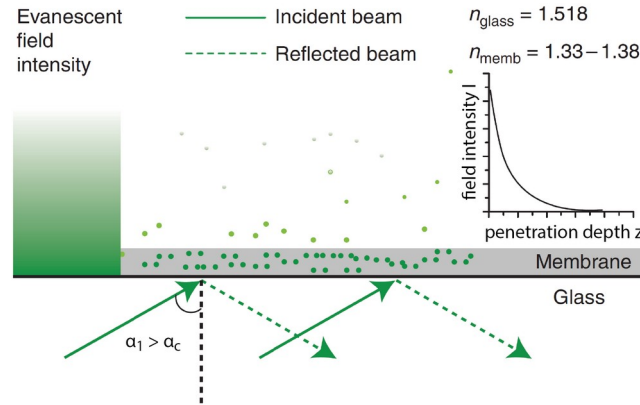 Evanescent
field
intensity
Incident beam
Reflected beam
n_glass = 1.518
n_memb = 1.33–1.38
field intensity I
penetration depth z
Membrane
Glass
α₁ > α_c